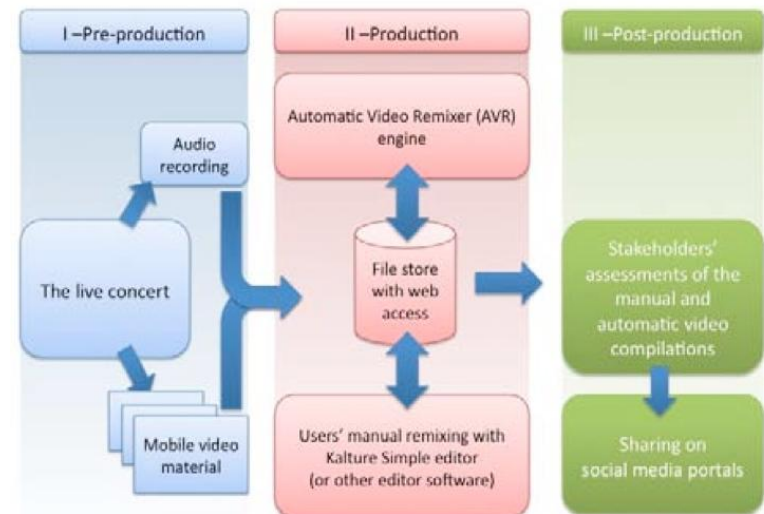 I –Pre-production
Audio
recording
The live concert
Mobile video
material
II –Production
Automatic Video Remixer (AVR)
engine
File store
with web
access
Users' manual remixing with
Kalture Simple editor
(or other editor software)
III –Post-production
Stakeholders'
assessments of the
manual and
automatic video
compilations
Sharing on
social media portals